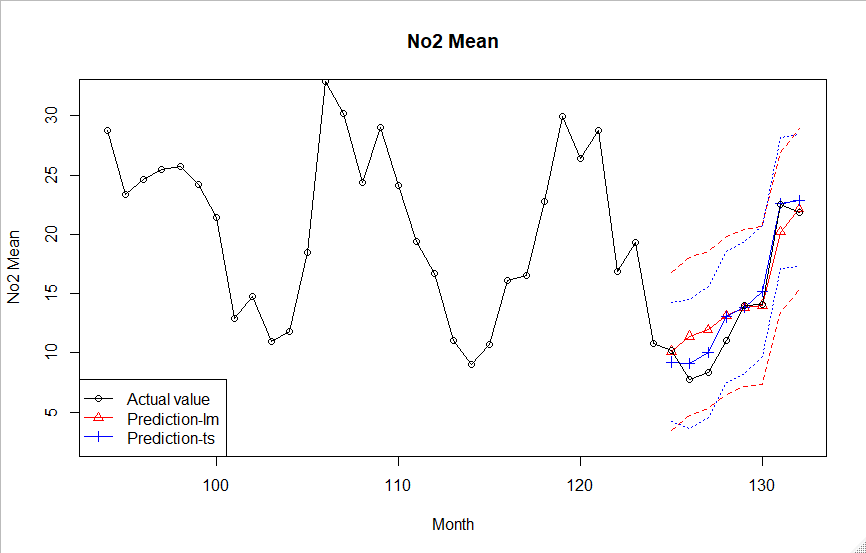 No2 Mean
No2 Mean
30
25
20
15
10
5
Actual value
Prediction-lm
Prediction-ts
100 110 120 130
Month